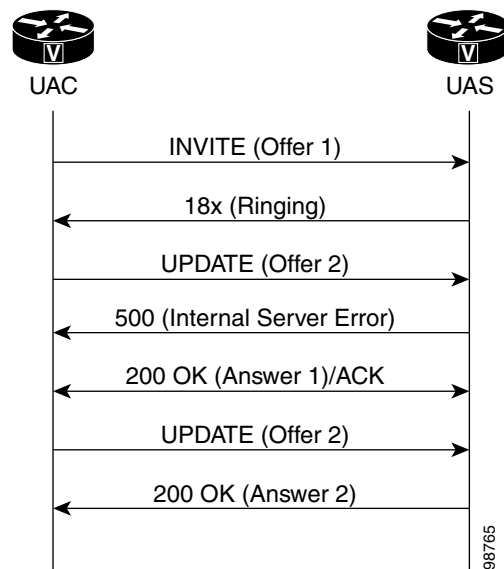 V V
UAC UAS
INVITE (Offer 1)
18x (Ringing)
UPDATE (Offer 2)
500 (Internal Server Error)
200 OK (Answer 1)/ACK
UPDATE (Offer 2)
200 OK (Answer 2)
98765